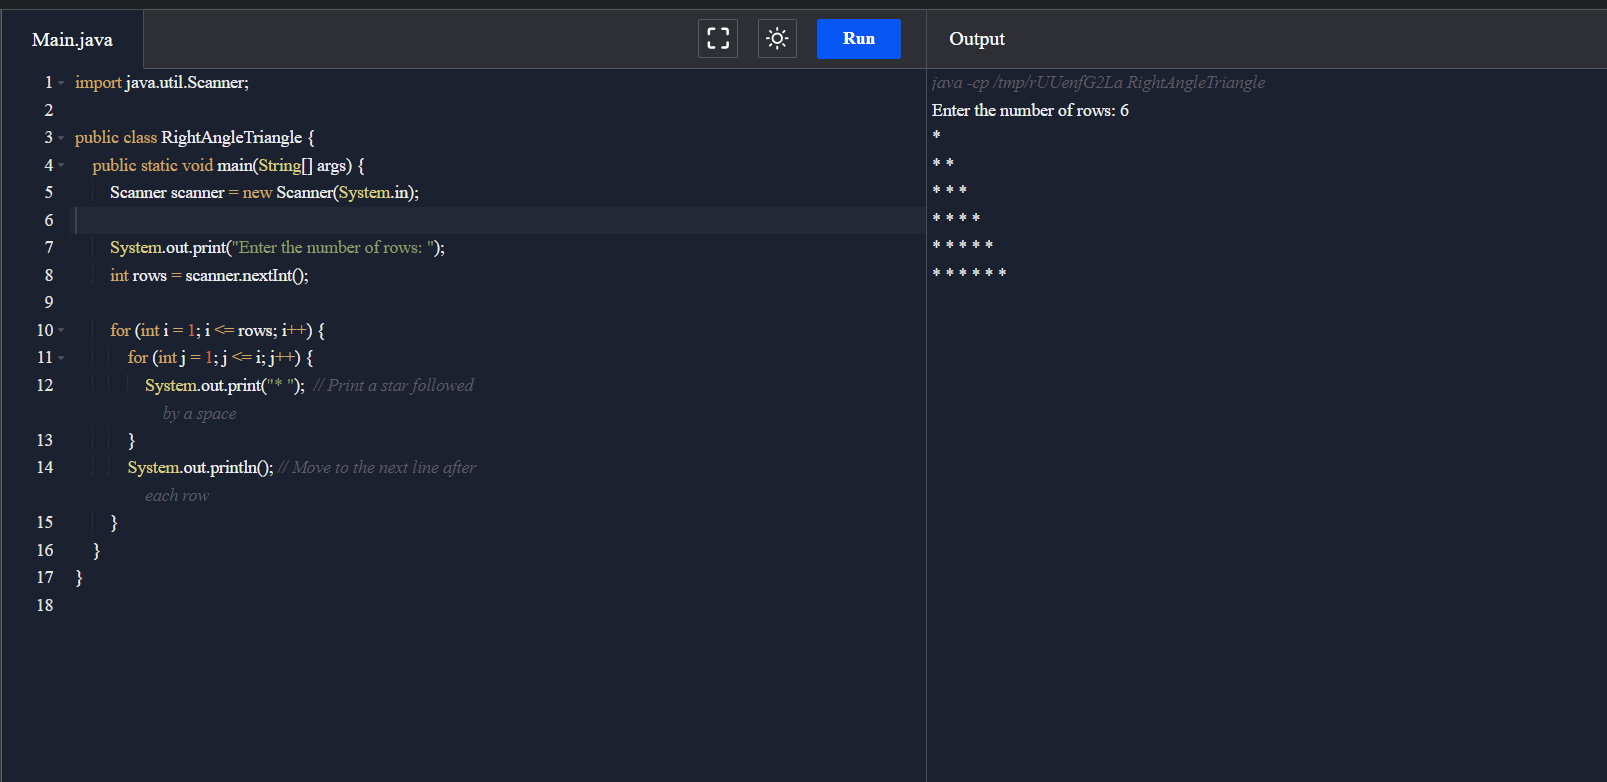 Main.java
Run
Output
1 import java.util.Scanner;
2
3 public class RightAngleTriangle {
4 public static void main(String[] args) {
5 Scanner scanner = new Scanner(System.in);
6
7 System.out.print("Enter the number of rows: ");
8 int rows = scanner.nextInt();
9
10 for (int i = 1; i <= rows; i++) {
11 for (int j = 1; j <= i; j++) {
12 System.out.print("* "); // Print a star followed
by a space
13 }
14 System.out.println(); // Move to the next line after
each row
15 }
16 }
17 }
18
java -cp /tmp/rUUenfG2La RightAngleTriangle
Enter the number of rows: 6
*
* *
* * *
* * * *
* * * * *
* * * * * *